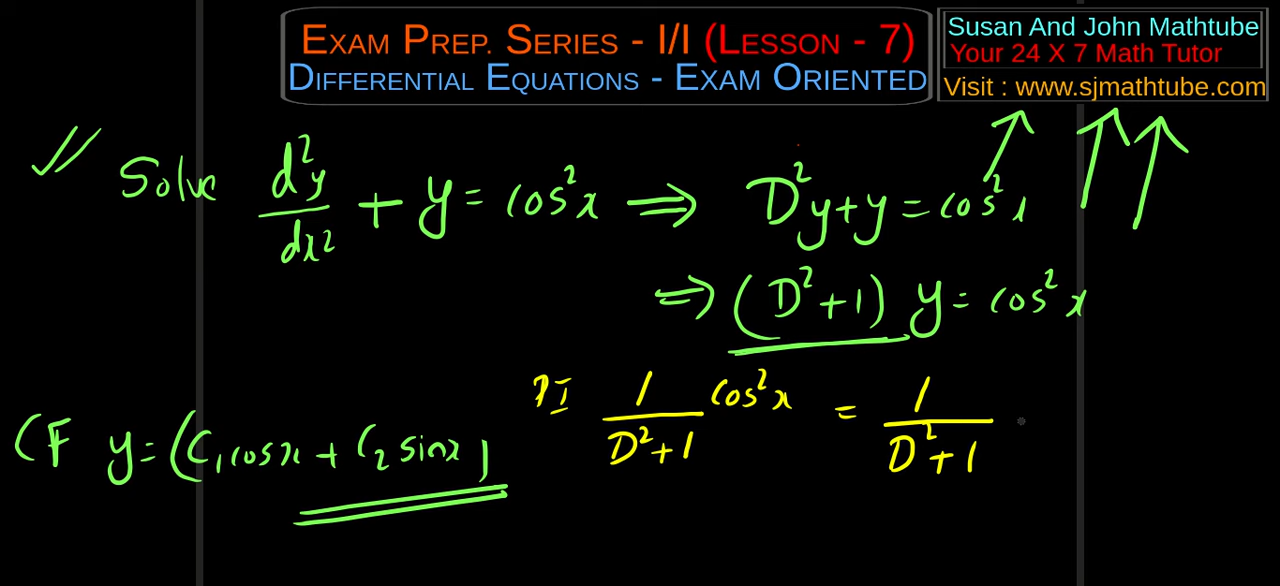 EXAM PREP. SERIES - I/I (LESSON - 7)
DIFFERENTIAL EQUATIONS - EXAM ORIENTED
Susan And John Mathtube
Your 24 X 7 Math Tutor
Visit : www.sjmathtube.com
Solve d²y/dx² + y = cos²x ⇒ D²y + y = cos²x
⇒ (D²+1) y = cos²x
PI 1/(D²+1) cos²x = 1/(D²+1)
CF y = (C₁cosx + C₂ sinx)